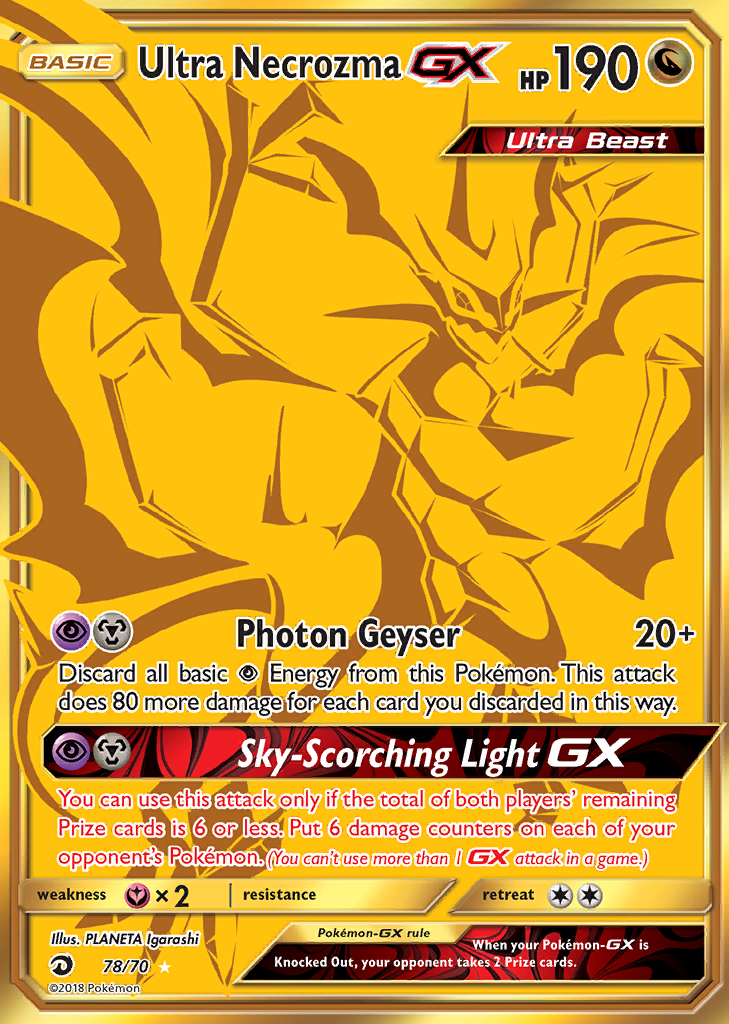 BASIC Ultra Necrozma GX HP 190
Ultra Beast
Photon Geyser 20+
Discard all basic Energy from this Pokémon. This attack
does 80 more damage for each card you discarded in this way.
Sky-Scorching Light GX
You can use this attack only if the total of both players' remaining
Prize cards is 6 or less. Put 6 damage counters on each of your
opponent's Pokémon. (You can't use more than 1 GX attack in a game.)
weakness ×2 resistance retreat
Illus. PLANETA Igarashi
78/70
©2018 Pokémon
Pokémon-GX rule
When your Pokémon-GX is
Knocked Out, your opponent takes 2 Prize cards.